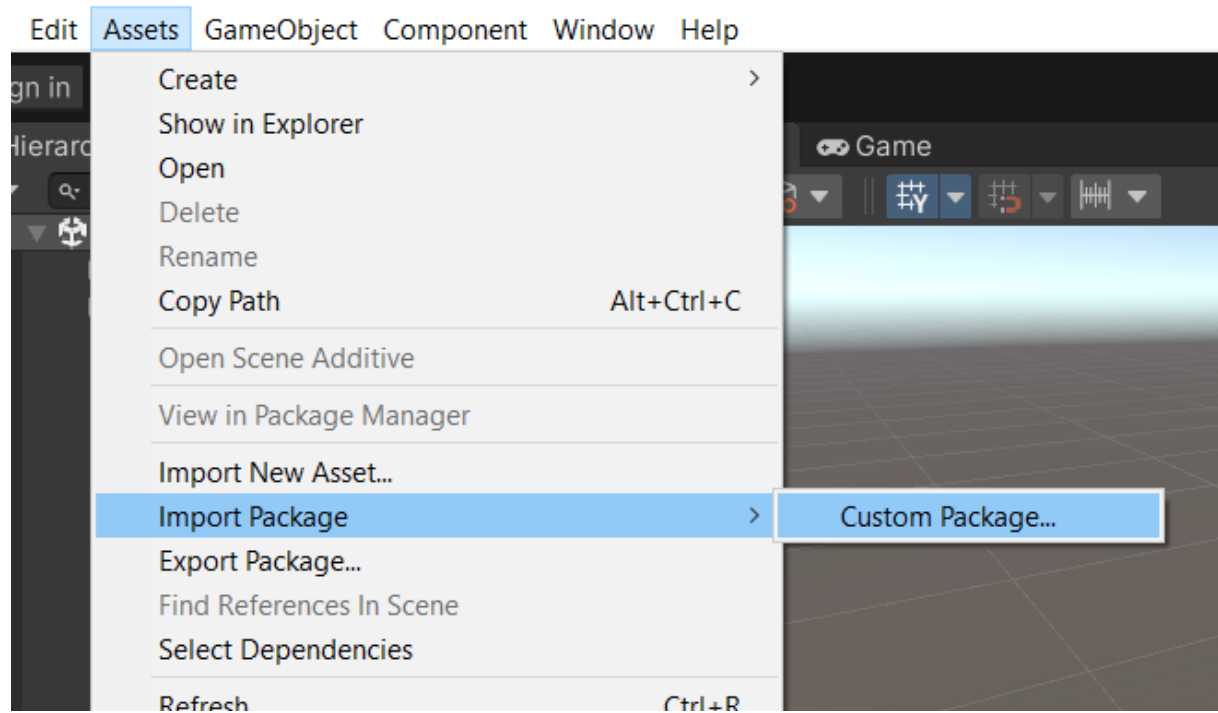 Edit Assets GameObject Component Window Help
gn in
Create
Show in Explorer
Hierarc
Game
Open
Delete
Rename
Copy Path Alt+Ctrl+C
Open Scene Additive
View in Package Manager
Import New Asset...
Import Package Custom Package...
Export Package...
Find References In Scene
Select Dependencies
Refresh Ctrl+R